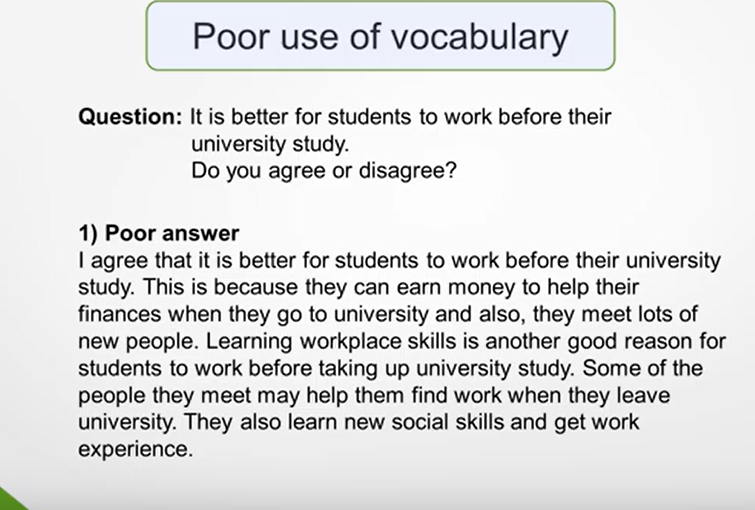 Poor use of vocabulary
Question: It is better for students to work before their
university study.
Do you agree or disagree?
1) Poor answer
I agree that it is better for students to work before their university
study. This is because they can earn money to help their
finances when they go to university and also, they meet lots of
new people. Learning workplace skills is another good reason for
students to work before taking up university study. Some of the
people they meet may help them find work when they leave
university. They also learn new social skills and get work
experience.